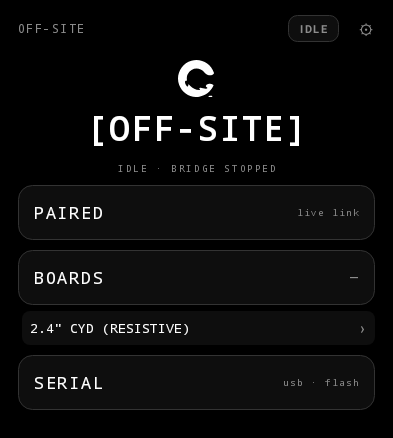 OFF-SITE
IDLE
[OFF-SITE]
IDLE · BRIDGE STOPPED
PAIRED
live link
BOARDS
—
2.4" CYD (RESISTIVE)
›
SERIAL
usb · flash